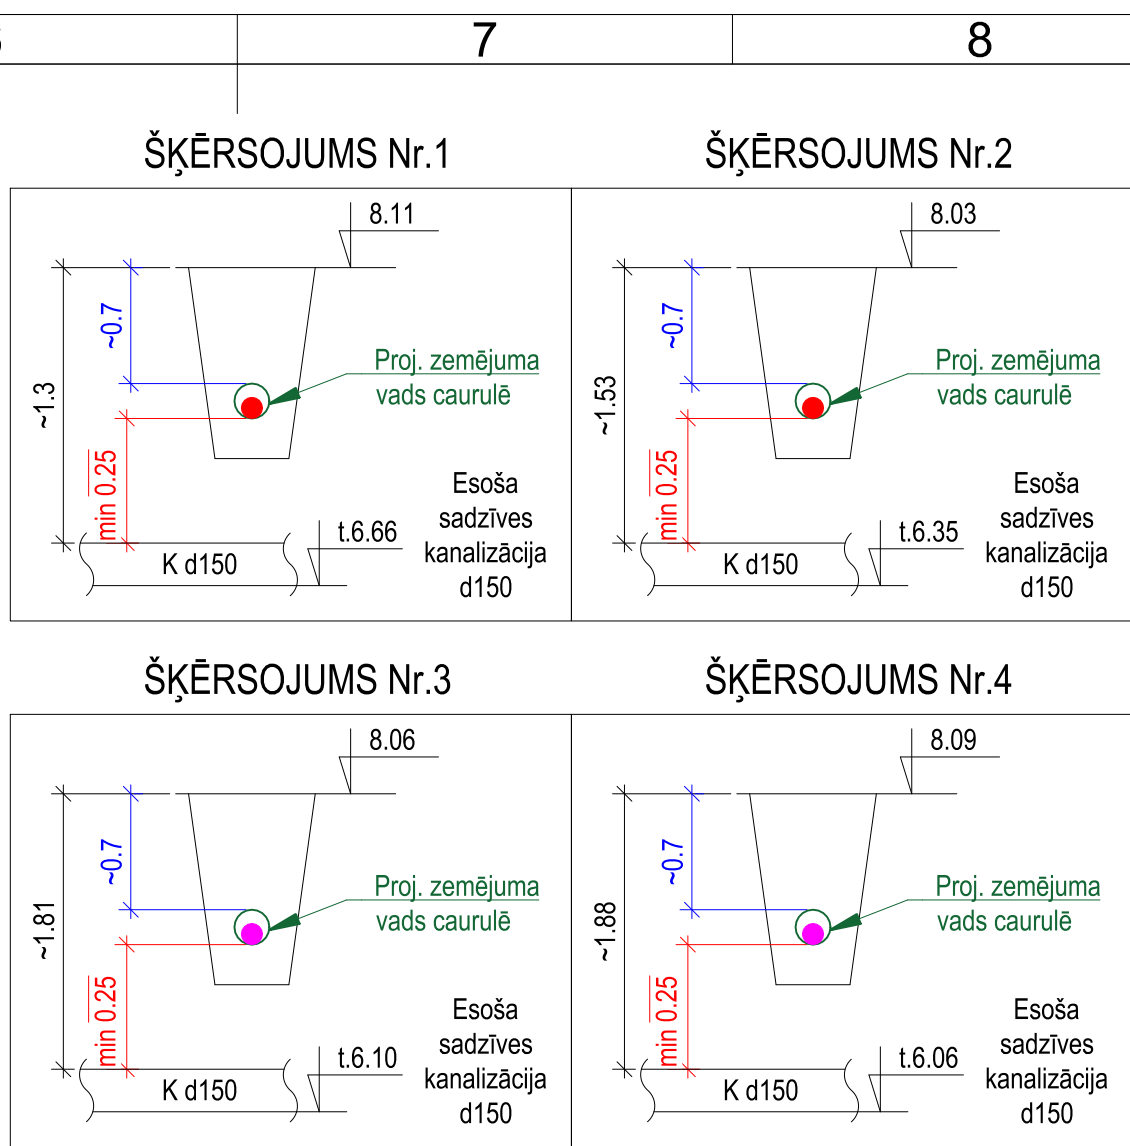 7
8
ŠĶĒRSOJUMS Nr.1
8.11
~0.7
~1.3
Proj. zemējuma
vads caurulē
min 0.25
Esoša
sadzīves
kanalizācija
d150
t.6.66
K d150
ŠĶĒRSOJUMS Nr.2
8.03
~0.7
~1.53
Proj. zemējuma
vads caurulē
min 0.25
Esoša
sadzīves
kanalizācija
d150
t.6.35
K d150
ŠĶĒRSOJUMS Nr.3
8.06
~0.7
~1.81
Proj. zemējuma
vads caurulē
min 0.25
Esoša
sadzīves
kanalizācija
d150
t.6.10
K d150
ŠĶĒRSOJUMS Nr.4
8.09
~0.7
~1.88
Proj. zemējuma
vads caurulē
min 0.25
Esoša
sadzīves
kanalizācija
d150
t.6.06
K d150